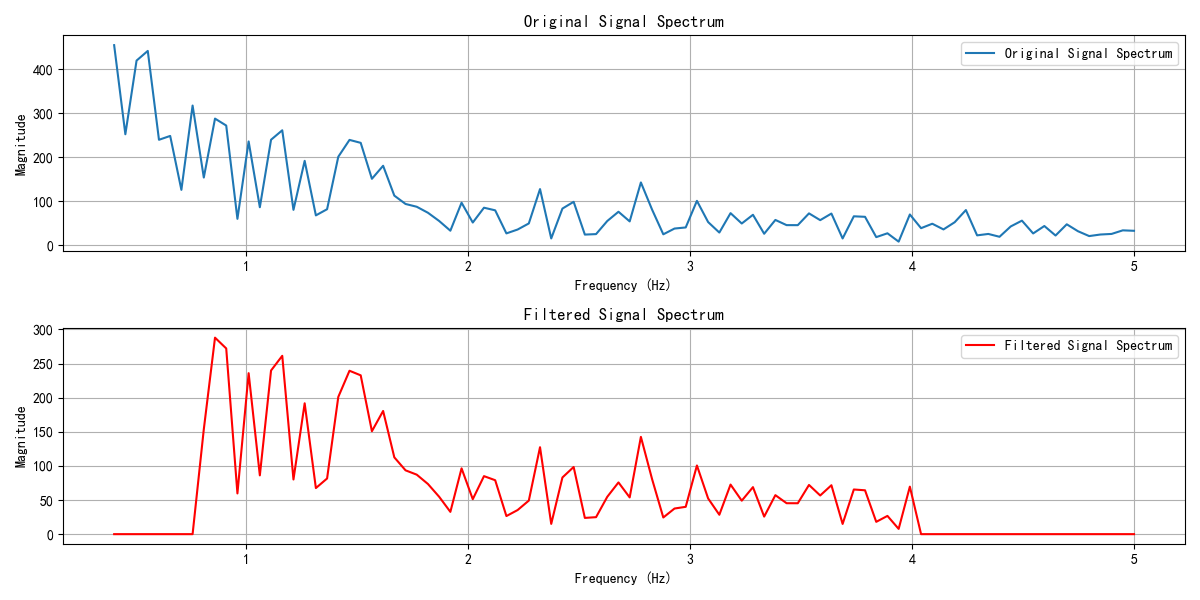 Original Signal Spectrum
Original Signal Spectrum
400
300
200
100
0
Magnitude
1 2 3 4 5
Frequency (Hz)
Filtered Signal Spectrum
Filtered Signal Spectrum
300
250
200
150
100
50
0
Magnitude
1 2 3 4 5
Frequency (Hz)